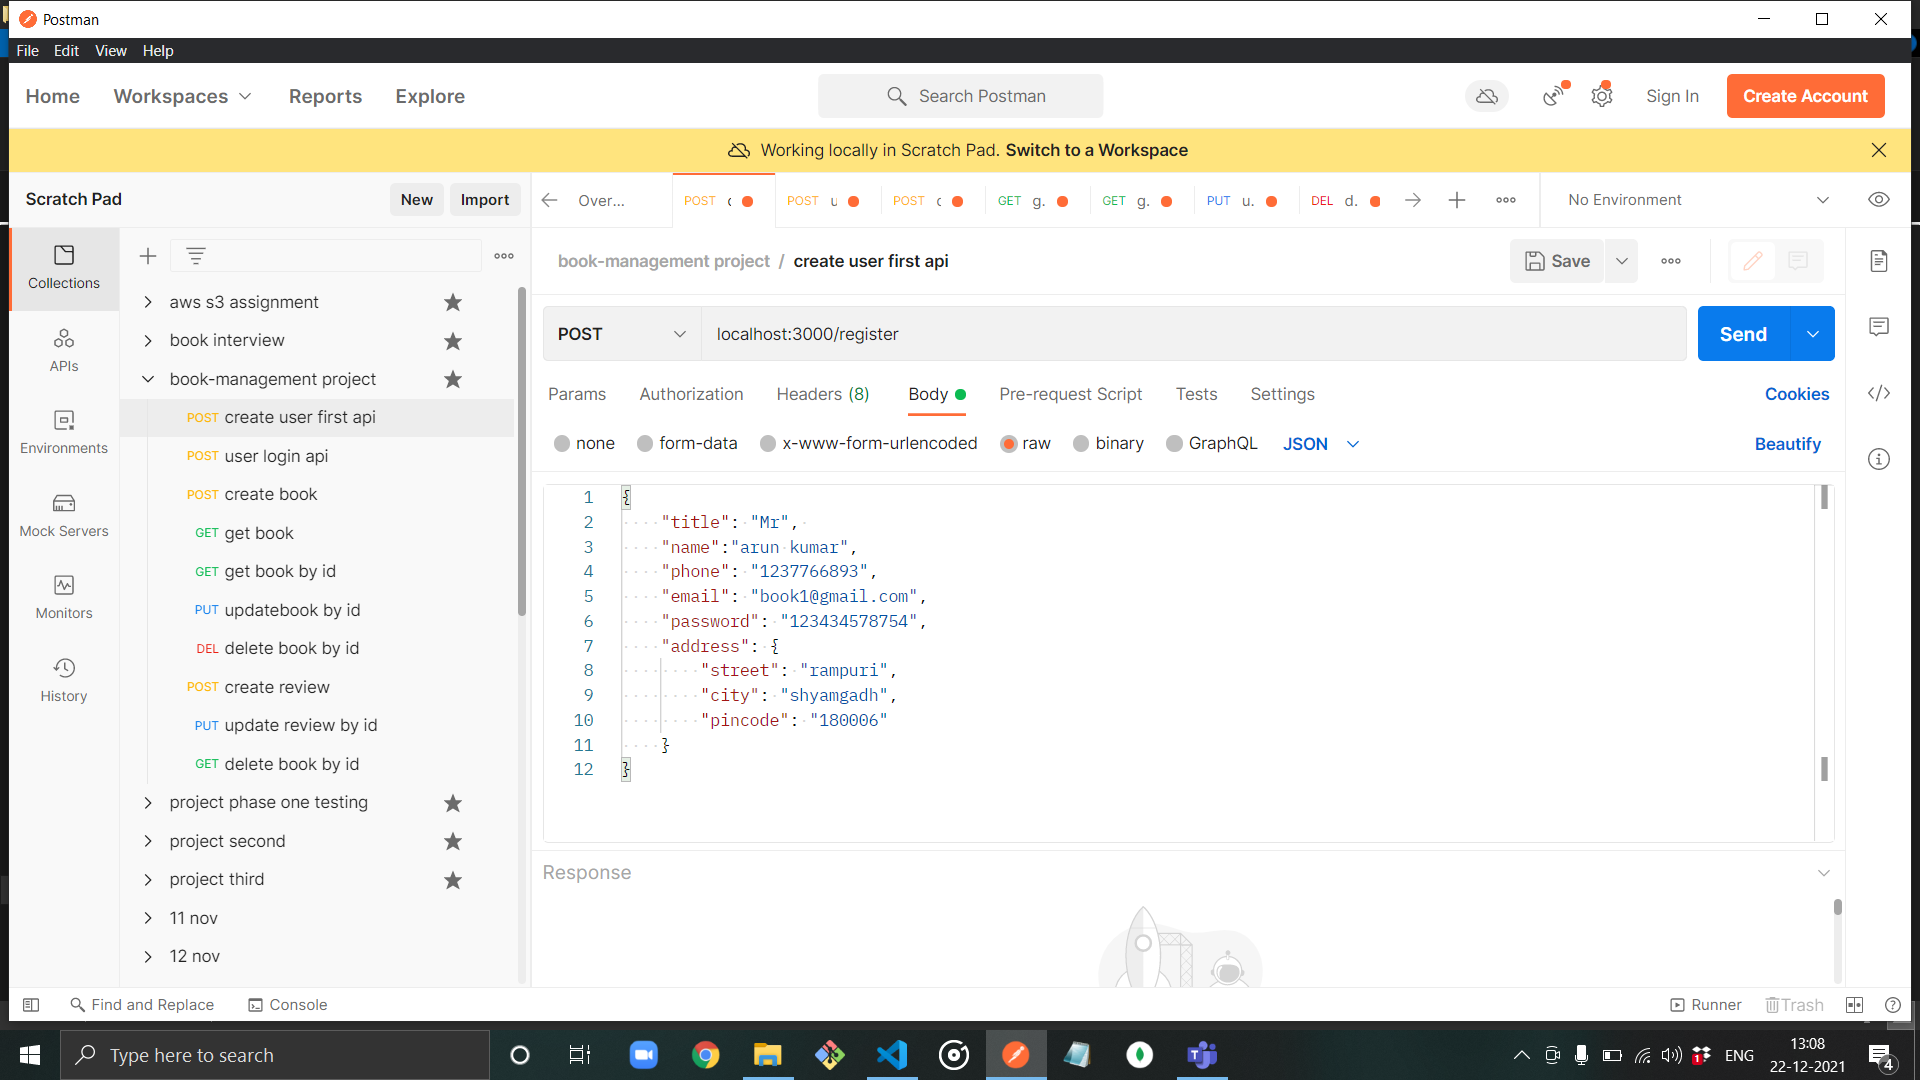 Postman
File Edit View Help
Home Workspaces Reports Explore
Search Postman
Sign In Create Account
Working locally in Scratch Pad. Switch to a Workspace
Scratch Pad New Import
Over... POST POST u POST GET g. GET g. PUT u. DEL d.
No Environment
Collections
APIs
Environments
Mock Servers
Monitors
History
aws s3 assignment
book interview
book-management project
POST create user first api
POST user login api
POST create book
GET get book
GET get book by id
PUT updatebook by id
DEL delete book by id
POST create review
PUT update review by id
GET delete book by id
project phase one testing
project second
project third
11 nov
12 nov
book-management project / create user first api
Save
POST localhost:3000/register Send
Params Authorization Headers (8) Body Pre-request Script Tests Settings Cookies
none form-data x-www-form-urlencoded raw binary GraphQL JSON Beautify
1 {
2 "title": "Mr",
3 "name":"arun kumar",
4 "phone": "1237766893",
5 "email": "book1@gmail.com",
6 "password": "123434578754",
7 "address": {
8 "street": "rampuri",
9 "city": "shyamgadh",
10 "pincode": "180006"
11 }
12 }
Response
Find and Replace Console
Runner Trash
Type here to search
1
ENG
13:08
22-12-2021
4